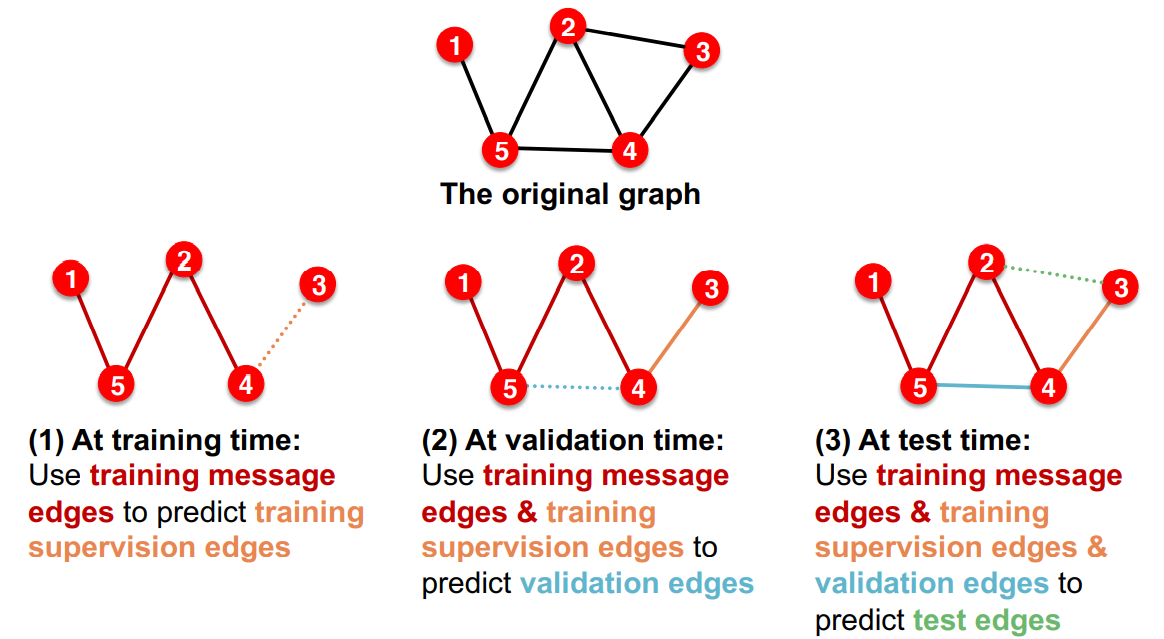 1
2
3
5
4
The original graph
1
2
3
5
4
(1) At training time:
Use training message
edges to predict training
supervision edges
1
2
3
5
4
(2) At validation time:
Use training message
edges & training
supervision edges to
predict validation edges
1
2
3
5
4
(3) At test time:
Use training message
edges & training
supervision edges &
validation edges to
predict test edges